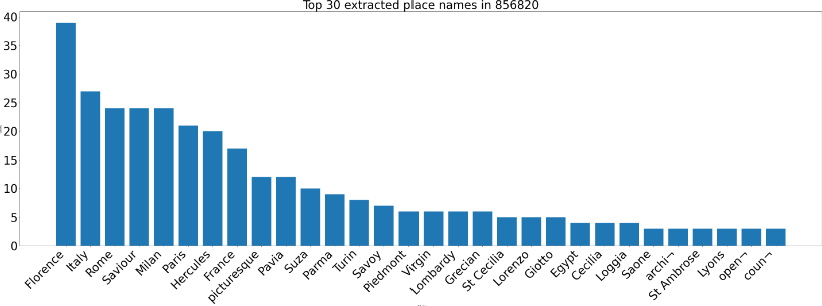 Top 30 extracted place names in 856820
40
35
30
25
20
15
10
5
0
Florence
Italy
Rome
Saviour
Milan
Paris
Hercules
France
picturesque
Pavia
Suza
Parma
Turin
Savoy
Piedmont
Virgin
Lombardy
Grecian
St Cecilia
Lorenzo
Giotto
Egypt
Cecilia
Loggia
Saone
archi¬
St Ambrose
Lyons
open¬
coun¬